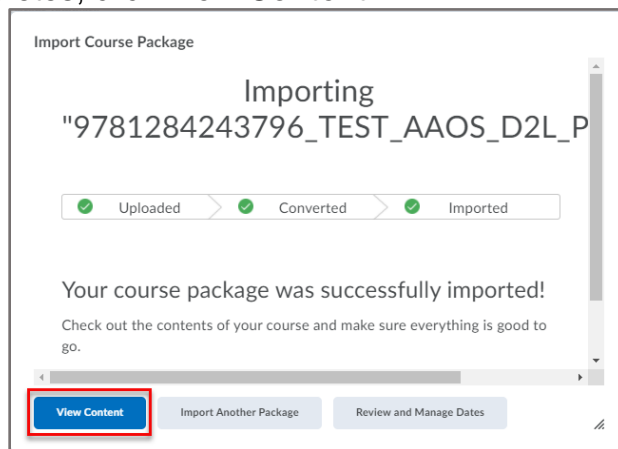 Import Course Package
Importing
"9781284243796_TEST_AAOS_D2L_P
Uploaded Converted Imported
Your course package was successfully imported!
Check out the contents of your course and make sure everything is good to
go.
View Content Import Another Package Review and Manage Dates